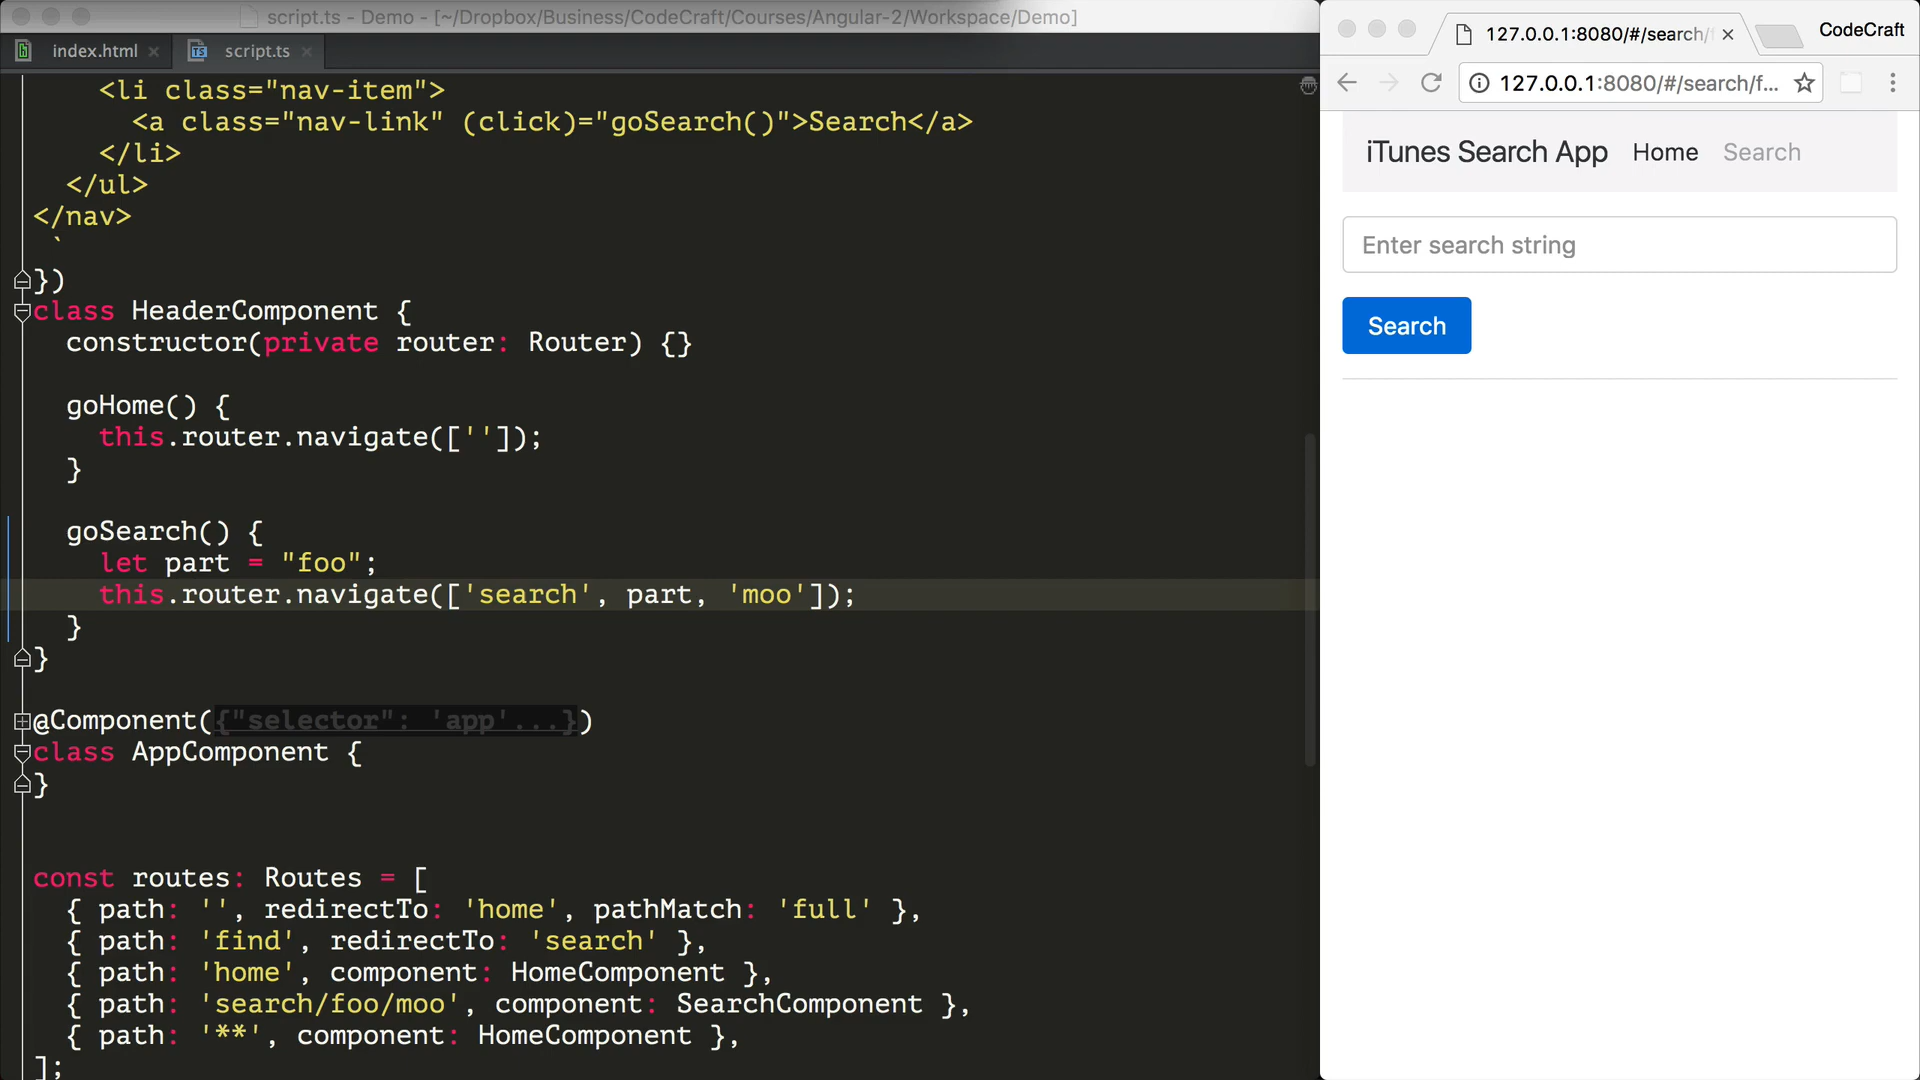 script.ts - Demo - [~/Dropbox/Business/CodeCraft/Courses/Angular-2/Workspace/Demo]
index.html
script.ts
<li class="nav-item">
<a class="nav-link" (click)="goSearch()">Search</a>
</li>
</ul>
</nav>
`
})
class HeaderComponent {
constructor(private router: Router) {}
goHome() {
this.router.navigate(['']);
}
goSearch() {
let part = "foo";
this.router.navigate(['search', part, 'moo']);
}
}
@Component({"selector": 'app'...})
class AppComponent {
}
const routes: Routes = [
{ path: '', redirectTo: 'home', pathMatch: 'full' },
{ path: 'find', redirectTo: 'search' },
{ path: 'home', component: HomeComponent },
{ path: 'search/foo/moo', component: SearchComponent },
{ path: '**', component: HomeComponent },
];
127.0.0.1:8080/#/search/
CodeCraft
127.0.0.1:8080/#/search/f...
iTunes Search App Home Search
Enter search string
Search